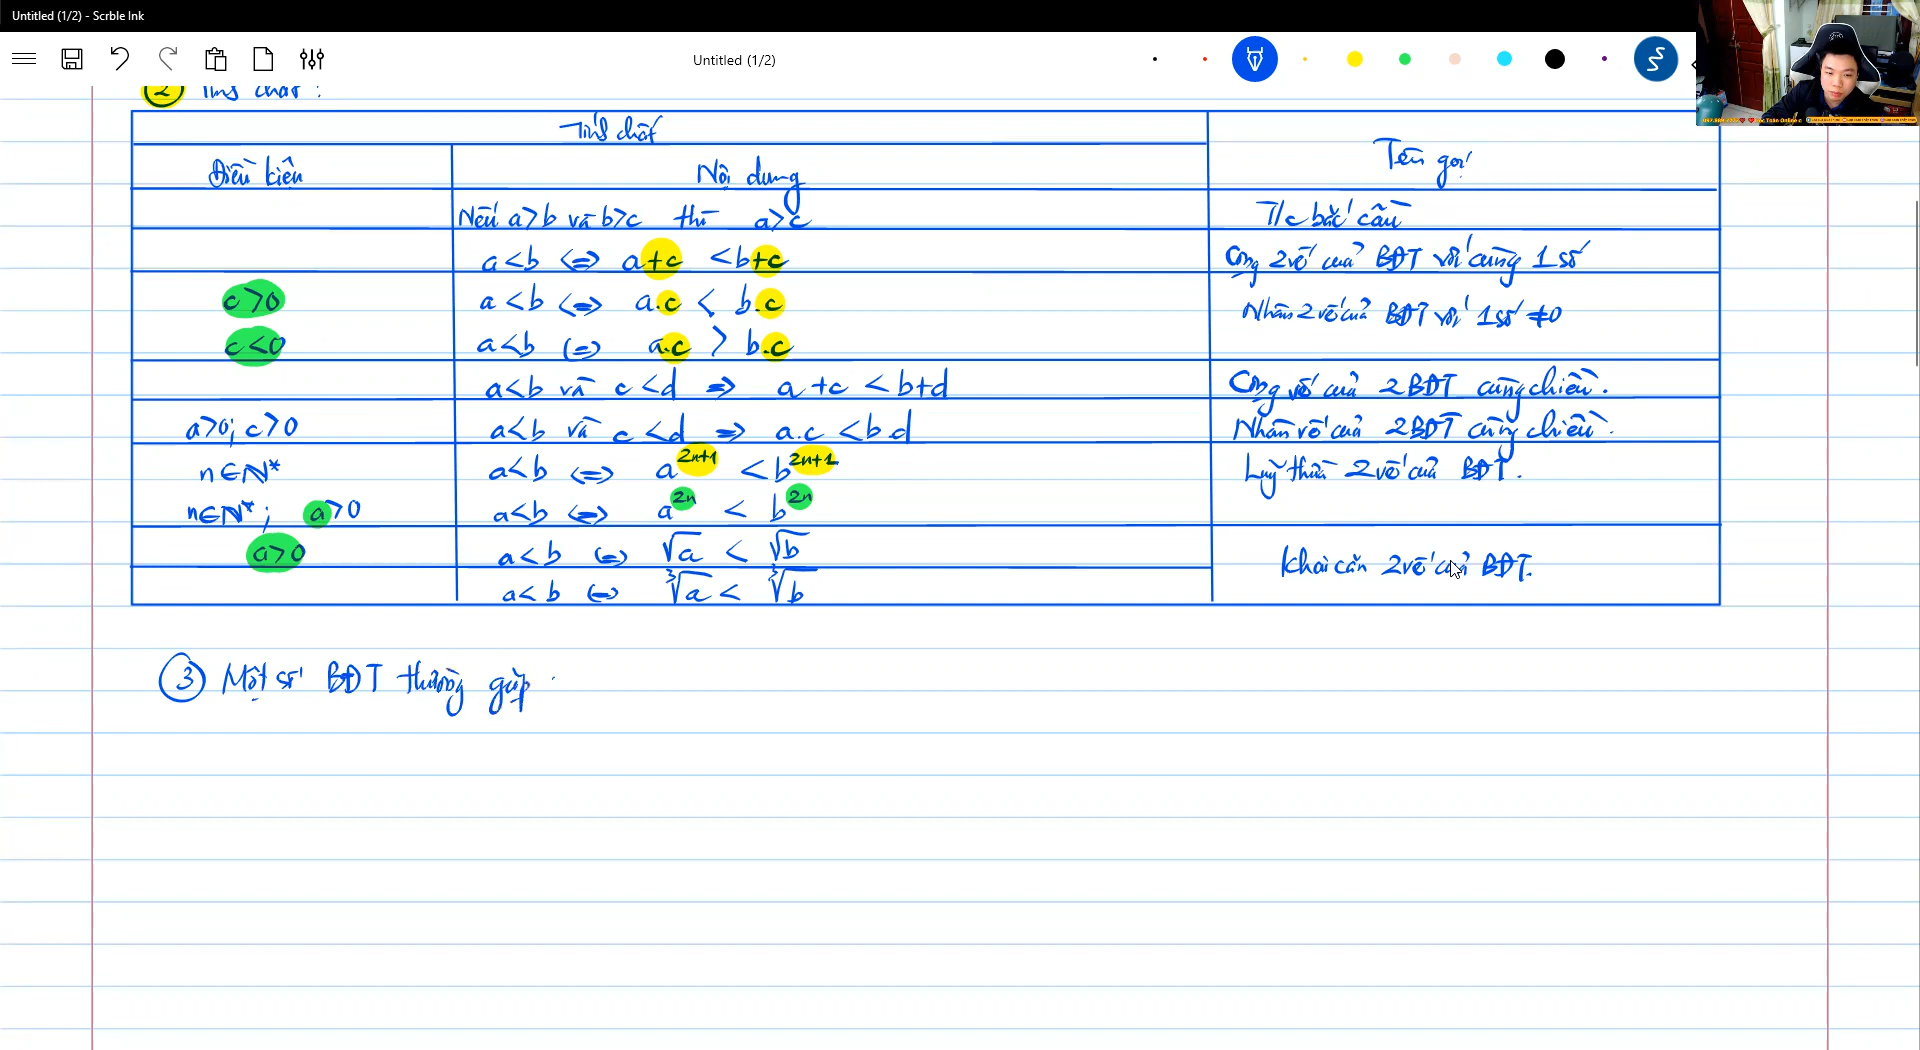 Untitled (1/2) - Scrble Ink
Untitled (1/2)
② Tính chất :
Tính chất
Tên gọi
Điều kiện
Nội dung
Nếu a>b và b>c thì a>c
T/c bắc cầu
a<b <=> a+c <b+c
Cộng 2 vế của BĐT với cùng 1 số
c>0
a<b <=> a.c < b.c
Nhân 2 vế của BĐT với 1 số ≠0
c<0
a<b <=> a.c > b.c
a<b và c<d => a+c <b+d
Cộng vế của 2 BĐT cùng chiều.
a>0; c>0
a<b và c<d => a.c <b.d
Nhân vế của 2 BĐT cùng chiều.
n∈N*
a<b <=> a^{2n+1} <b^{2n+1}
Luỹ thừa 2 vế của BĐT.
n∈N*; a>0
a<b <=> a^{2n} < b^{2n}
a>0
a<b <=> √a < √b
Khai căn 2 vế của BĐT.
a<b <=> ∛a < ∛b
③ Một số BĐT thường gặp.